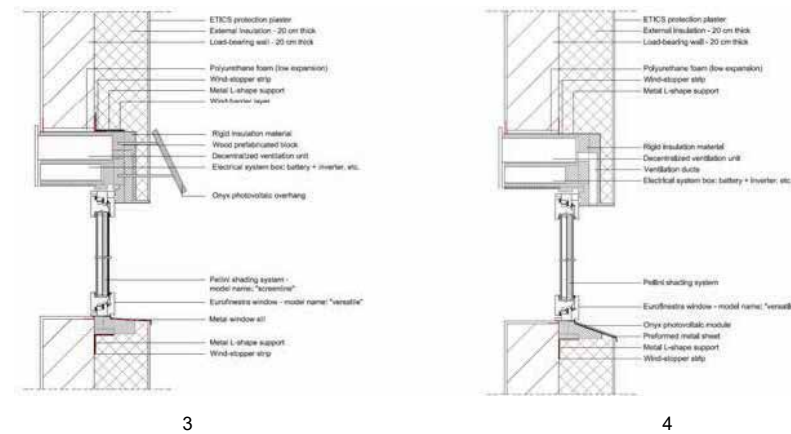 ETICS protection plaster
External Insulation - 20 cm thick
Load-bearing wall - 20 cm thick
Polyurethane foam (low expansion)
Wind-stopper strip
Metal L-shape support
Wind-barrier layer
Rigid insulation material
Wood prefabricated block
Decentralized ventilation unit
Electrical system box: battery + inverter, etc.
Onyx photovoltaic overhang
Pellini shading system -
model name: "screenline"
Eurofinestra window - model name: "versatile"
Metal window sill
Metal L-shape support
Wind-stopper strip
3
ETICS protection plaster
External Insulation - 20 cm thick
Load-bearing wall - 20 cm thick
Polyurethane foam (low expansion)
Wind-stopper strip
Metal L-shape support
Rigid insulation material
Decentralized ventilation unit
Ventilation ducts
Electrical system box: battery + inverter, etc.
Pellini shading system
Eurofinestra window - model name: "versatil
Onyx photovoltaic module
Preformed metal sheet
Metal L-shape support
Wind-stopper strip
4